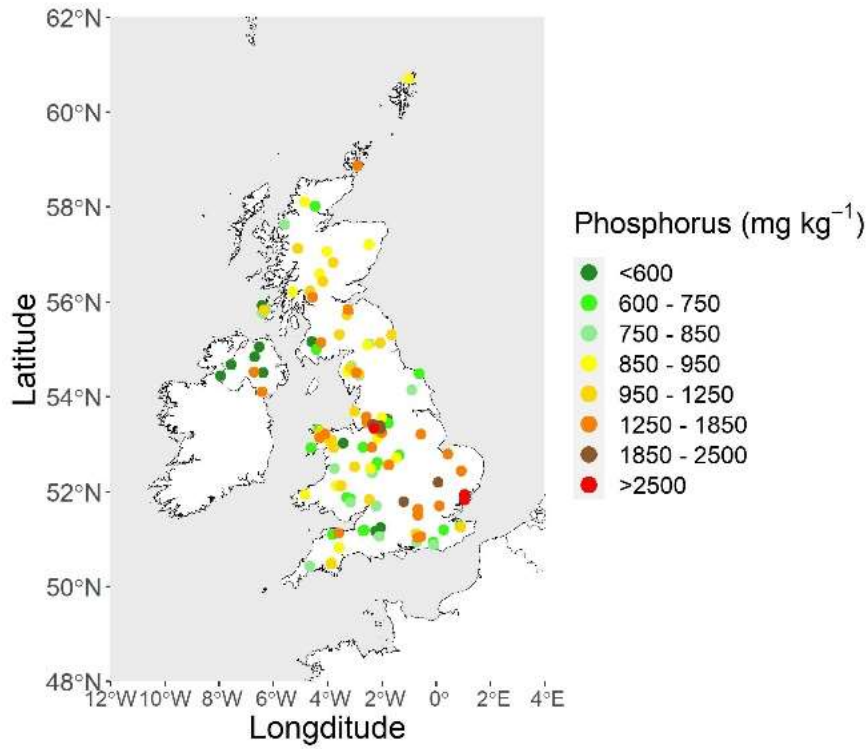 62°N
60°N
58°N
56°N
54°N
52°N
50°N
48°N
Latitude
12°W 10°W 8°W 6°W 4°W 2°W 0° 2°E 4°E
Longditude
Phosphorus (mg kg⁻¹)
<600
600 - 750
750 - 850
850 - 950
950 - 1250
1250 - 1850
1850 - 2500
>2500